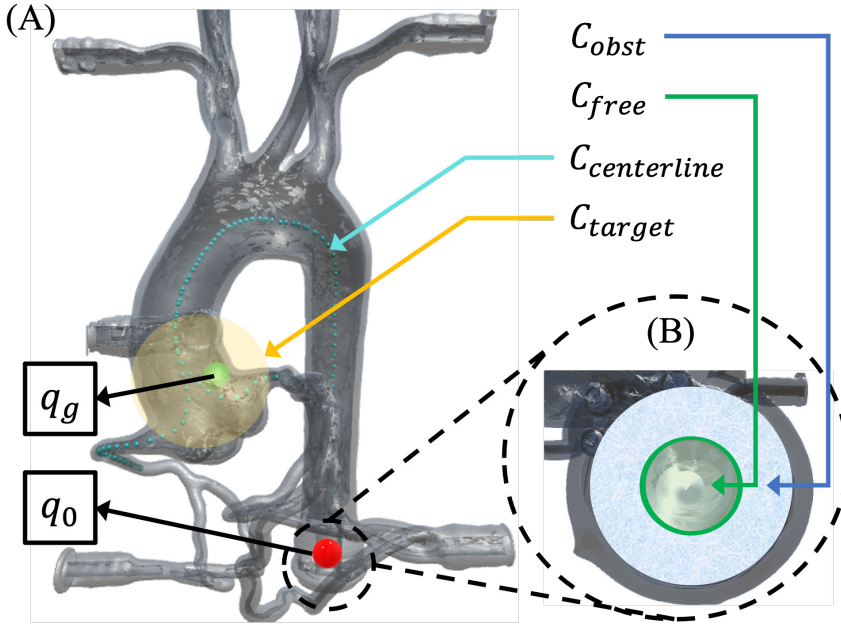 (A)
C_obst
C_free
C_centerline
C_target
(B)
q_g
q_0